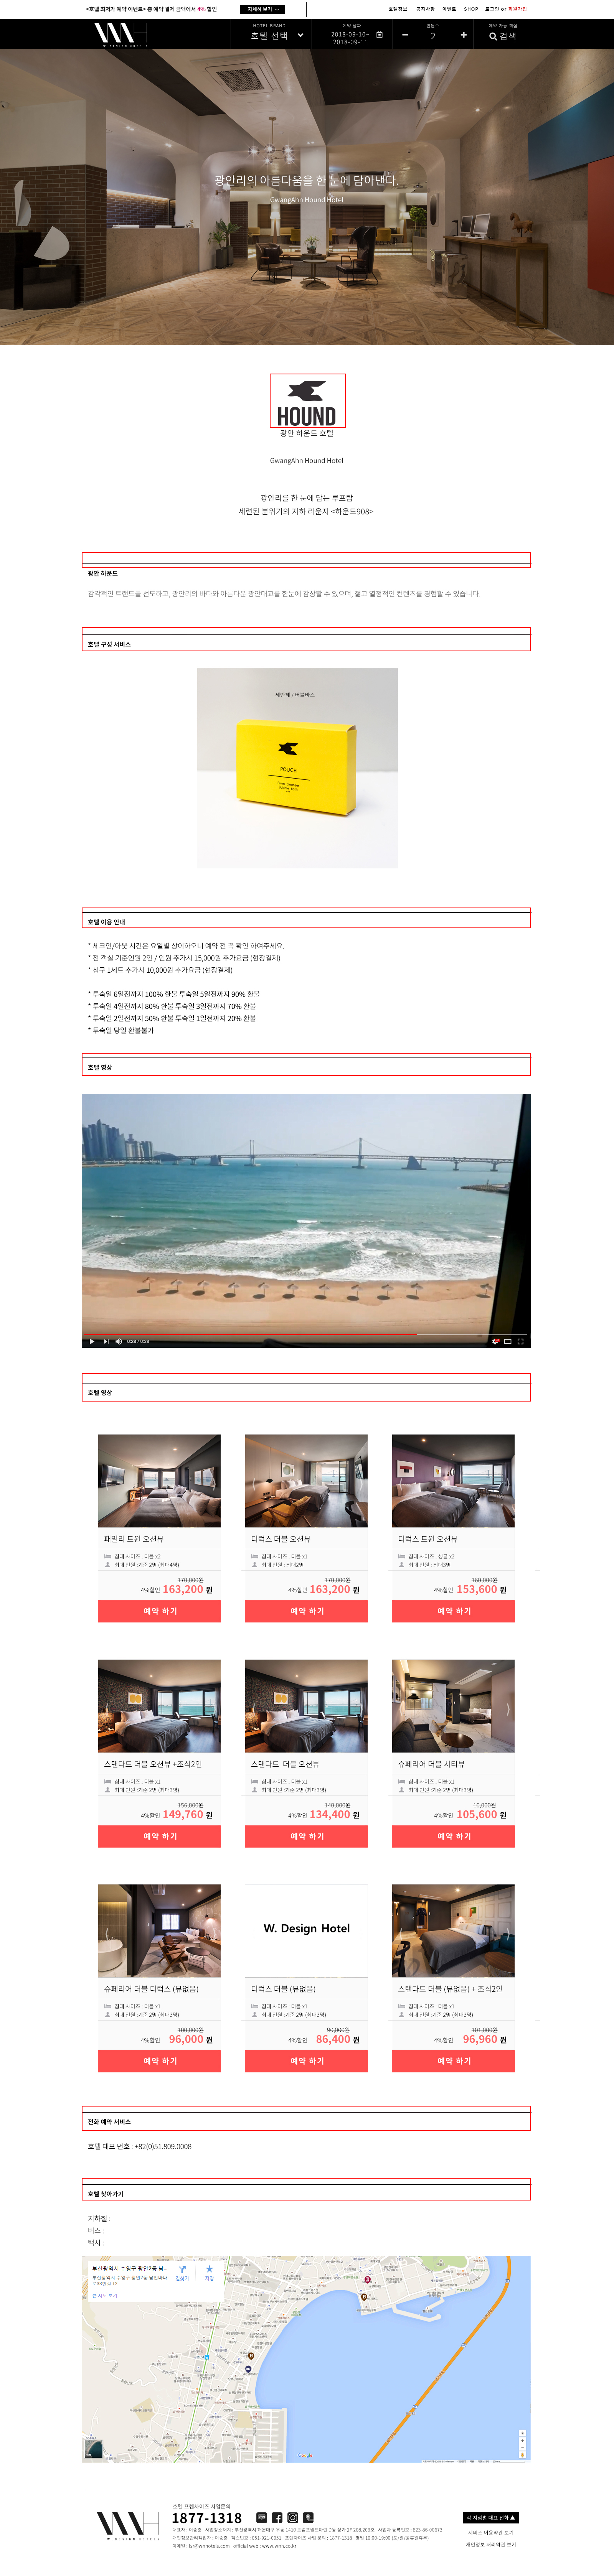 <호텔 최저가 예약 이벤트> 총 예약 결제 금액에서 4% 할인
자세히 보기
호텔정보 공지사항 이벤트 SHOP 로그인 or 회원가입
W. DESIGN HOTELS
HOTEL BRAND
호텔 선택
예약 날짜
2018-09-10~
2018-09-11
인원수
2
예약 가능 객실
검색
광안리의 아름다움을 한 눈에 담아낸다.
GwangAhn Hound Hotel
HOUND
광안 하운드 호텔
GwangAhn Hound Hotel
광안리를 한 눈에 담는 루프탑
세련된 분위기의 지하 라운지 <하운드908>
광안 하운드
감각적인 트랜드를 선도하고, 광안리의 바다와 아름다운 광안대교를 한눈에 감상할 수 있으며, 젊고 열정적인 컨텐츠를 경험할 수 있습니다.
호텔 구성 서비스
세안제 / 버블바스
POUCH
호텔 이용 안내
* 체크인/아웃 시간은 요일별 상이하오니 예약 전 꼭 확인 하여주세요.
* 전 객실 기준인원 2인 / 인원 추가시 15,000원 추가요금 (현장결제)
* 침구 1세트 추가시 10,000원 추가요금 (현장결제)
* 투숙일 6일전까지 100% 환불 투숙일 5일전까지 90% 환불
* 투숙일 4일전까지 80% 환불 투숙일 3일전까지 70% 환불
* 투숙일 2일전까지 50% 환불 투숙일 1일전까지 20% 환불
* 투숙일 당일 환불불가
호텔 영상
0:28 / 0:38
호텔 영상
패밀리 트윈 오션뷰
침대 사이즈 : 더블 x2
최대 인원 :기준 2명 (최대4명)
170,000원
4%할인 163,200 원
예약 하기
디럭스 더블 오션뷰
침대 사이즈 : 더블 x1
최대 인원 : 최대2명
170,000원
4%할인 163,200 원
예약 하기
디럭스 트윈 오션뷰
침대 사이즈 : 싱글 x2
최대 인원 : 최대3명
160,000원
4%할인 153,600 원
예약 하기
스탠다드 더블 오션뷰 +조식2인
침대 사이즈 : 더블 x1
최대 인원 :기준 2명 (최대3명)
156,000원
4%할인 149,760 원
예약 하기
스탠다드 더블 오션뷰
침대 사이즈 : 더블 x1
최대 인원 :기준 2명 (최대3명)
140,000원
4%할인 134,400 원
예약 하기
슈페리어 더블 시티뷰
침대 사이즈 : 더블 x1
최대 인원 :기준 2명 (최대3명)
10,000원
4%할인 105,600 원
예약 하기
슈페리어 더블 디럭스 (뷰없음)
침대 사이즈 : 더블 x1
최대 인원 :기준 2명 (최대3명)
100,000원
4%할인 96,000 원
예약 하기
W. Design Hotel
디럭스 더블 (뷰없음)
침대 사이즈 : 더블 x1
최대 인원 :기준 2명 (최대3명)
90,000원
4%할인 86,400 원
예약 하기
스탠다드 더블 (뷰없음) + 조식2인
침대 사이즈 : 더블 x1
최대 인원 :기준 2명 (최대3명)
101,000원
4%할인 96,960 원
예약 하기
전화 예약 서비스
호텔 대표 번호 : +82(0)51.809.0008
호텔 찾아가기
지하철 :
버스 :
택시 :
부산광역시 수영구 광안2동 남...
부산광역시 수영구 광안2동 남천바다
로33번길 12
길찾기
저장
큰 지도 보기
W. DESIGN HOTELS
호텔 프랜차이즈 사업문의
1877-1318
이메일 : lsr@wnhotels.com official web : www.wnh.co.kr
각 지점별 대표 전화 ▲
서비스 이용약관 보기
개인정보 처리약관 보기